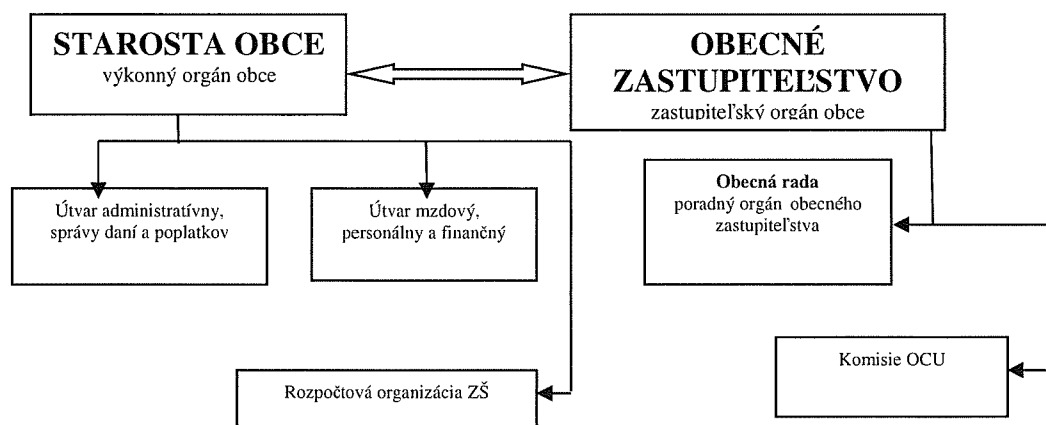 STAROSTA OBCE
výkonný orgán obce
OBECNÉ
ZASTUPITEĽSTVO
zastupiteľský orgán obce
Útvar administratívny,
správy daní a poplatkov
Útvar mzdový,
personálny a finančný
Obecná rada
poradný orgán obecného
zastupiteľstva
Rozpočtová organizácia ZŠ
Komisie OCU